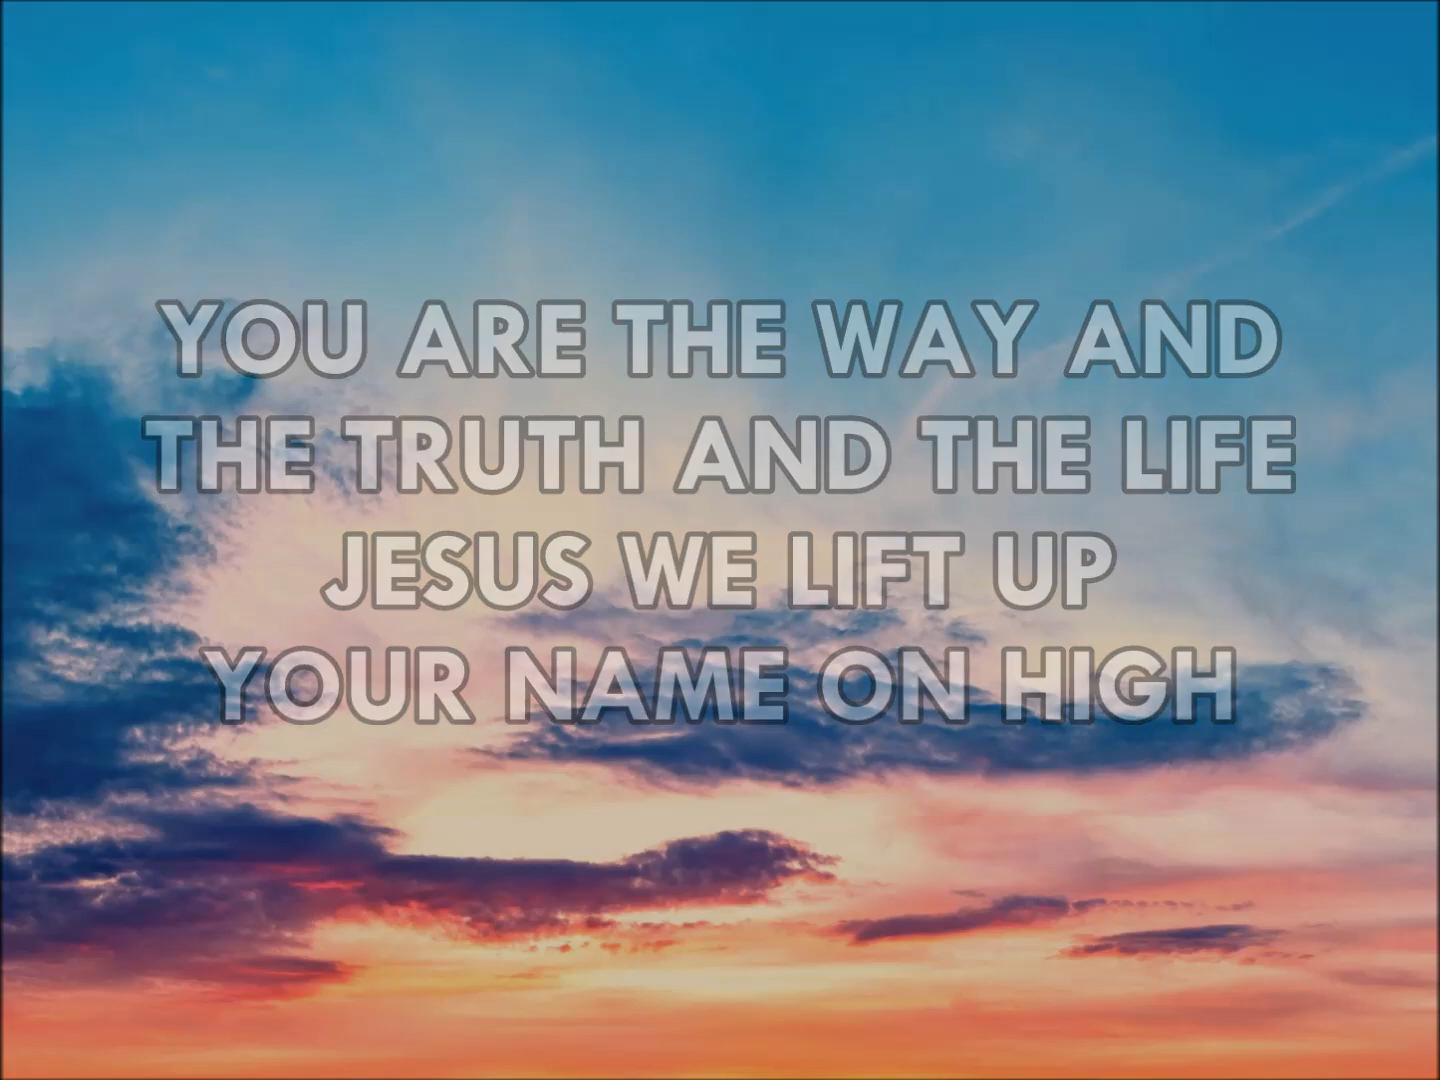 YOU ARE THE WAY AND
THE TRUTH AND THE LIFE
JESUS WE LIFT UP
YOUR NAME ON HIGH